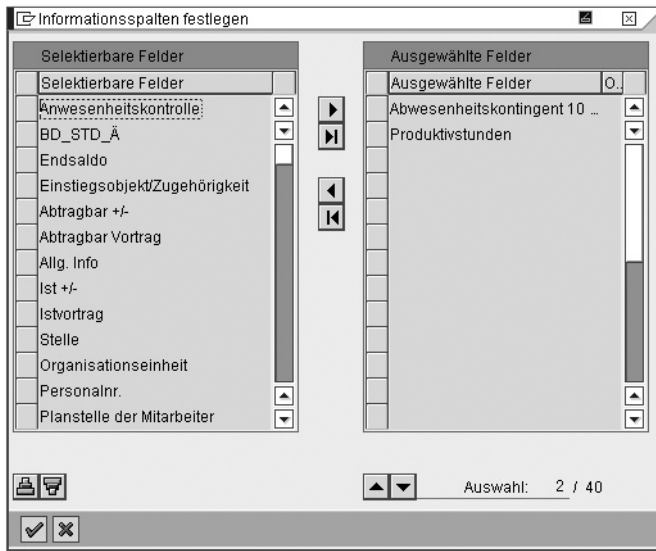 Informationsspalten festlegen
Selektierbare Felder
Selektierbare Felder
Anwesenheitskontrolle
BD_STD_Ä
Endsaldo
Einstiegsobjekt/Zugehörigkeit
Abtragbar +/-
Abtragbar Vortrag
Allg. Info
Ist +/-
Istvortrag
Stelle
Organisationseinheit
Personalnr.
Planstelle der Mitarbeiter
Ausgewählte Felder
Ausgewählte Felder O..
Abwesenheitskontingent 10 ...
Produktivstunden
Auswahl: 2 / 40